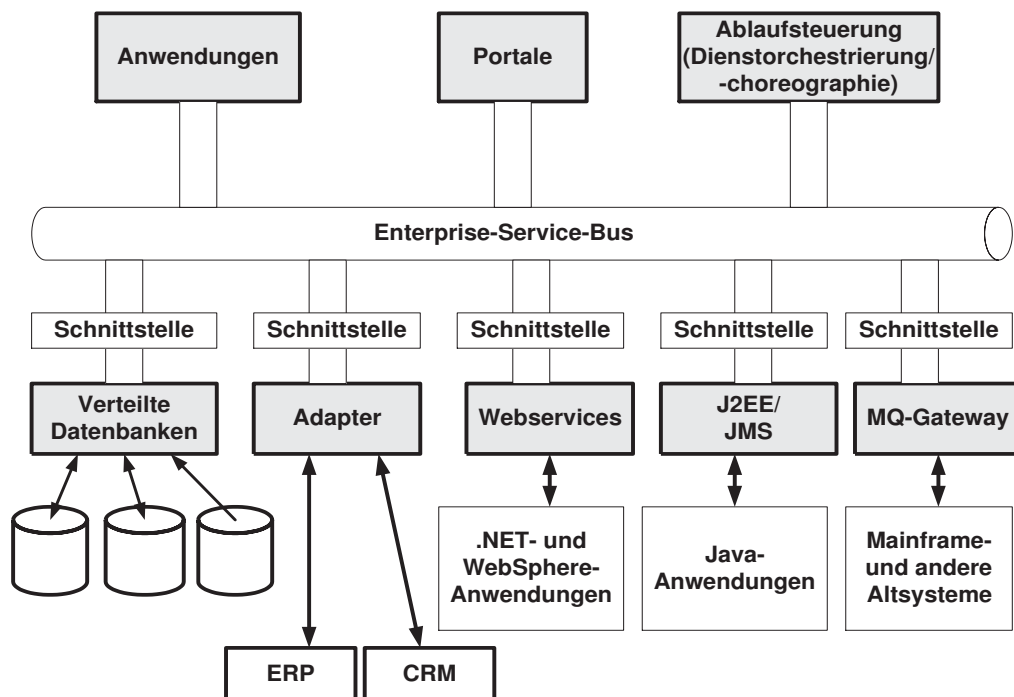 Anwendungen
Portale
Ablaufsteuerung
(Dienstorchestrierung/
-choreographie)
Enterprise-Service-Bus
Schnittstelle
Schnittstelle
Schnittstelle
Schnittstelle
Schnittstelle
Verteilte
Datenbanken
Adapter
Webservices
J2EE/
JMS
MQ-Gateway
.NET- und
WebSphere-
Anwendungen
Java-
Anwendungen
Mainframe-
und andere
Altsysteme
ERP
CRM